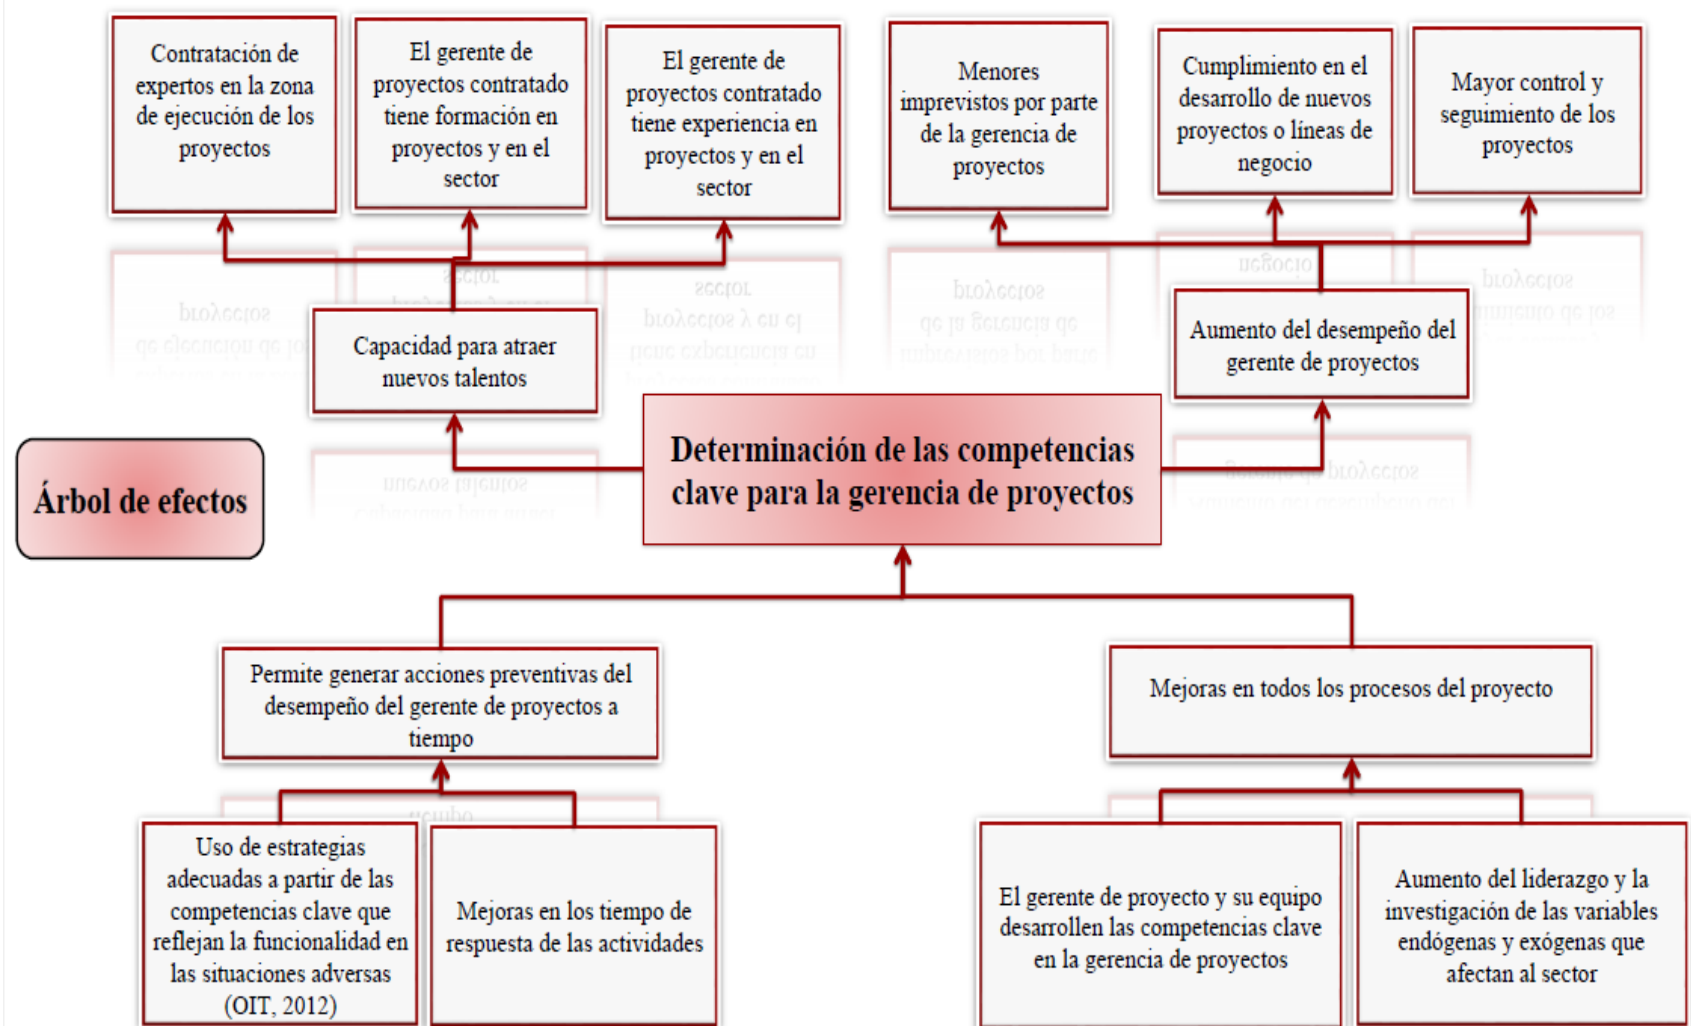 Contratación de
expertos en la zona
de ejecución de los
proyectos
El gerente de
proyectos contratado
tiene formación en
proyectos y en el
sector
El gerente de
proyectos contratado
tiene experiencia en
proyectos y en el
sector
Menores
imprevistos por parte
de la gerencia de
proyectos
Cumplimiento en el
desarrollo de nuevos
proyectos o líneas de
negocio
Mayor control y
seguimiento de los
proyectos
Capacidad para atraer
nuevos talentos
Aumento del desempeño del
gerente de proyectos
Determinación de las competencias
clave para la gerencia de proyectos
Árbol de efectos
Permite generar acciones preventivas del
desempeño del gerente de proyectos a
tiempo
Mejoras en todos los procesos del proyecto
Uso de estrategias
adecuadas a partir de las
competencias clave que
reflejan la funcionalidad en
las situaciones adversas
(OIT, 2012)
Mejoras en los tiempo de
respuesta de las actividades
El gerente de proyecto y su equipo
desarrollen las competencias clave
en la gerencia de proyectos
Aumento del liderazgo y la
investigación de las variables
endógenas y exógenas que
afectan al sector